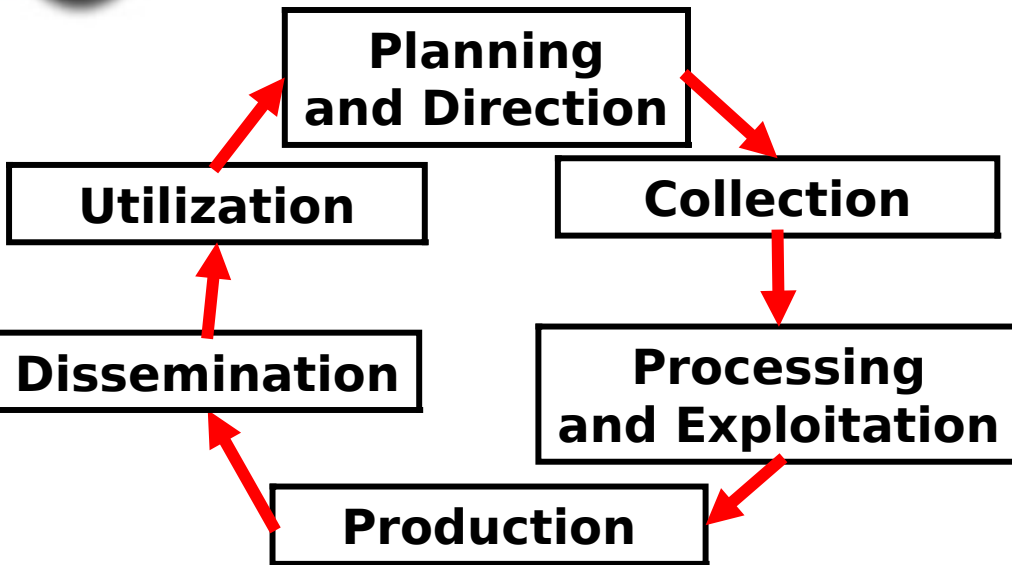 Planning
and Direction
Collection
Processing
and Exploitation
Production
Dissemination
Utilization